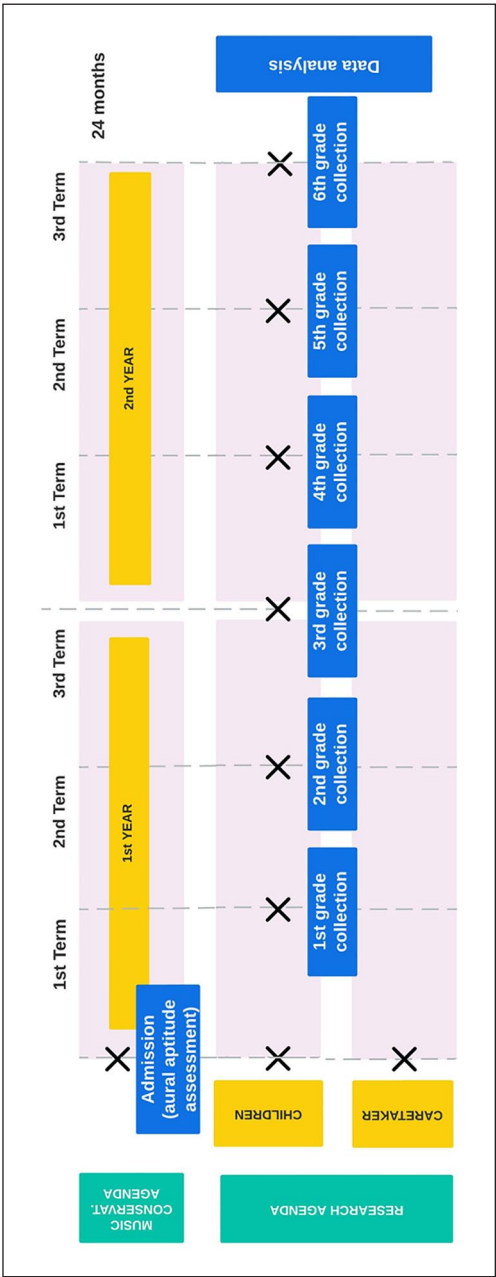 24 months
1st Term
2nd Term
3rd Term
1st Term
2nd Term
3rd Term
MUSIC
CONSERVAT.
AGENDA
1st YEAR
2nd YEAR
Admission
(aural aptitude
assessment)
RESEARCH AGENDA
CHILDREN
CARETAKER
1st grade
collection
2nd grade
collection
3rd grade
collection
4th grade
collection
5th grade
collection
6th grade
collection
Data analysis